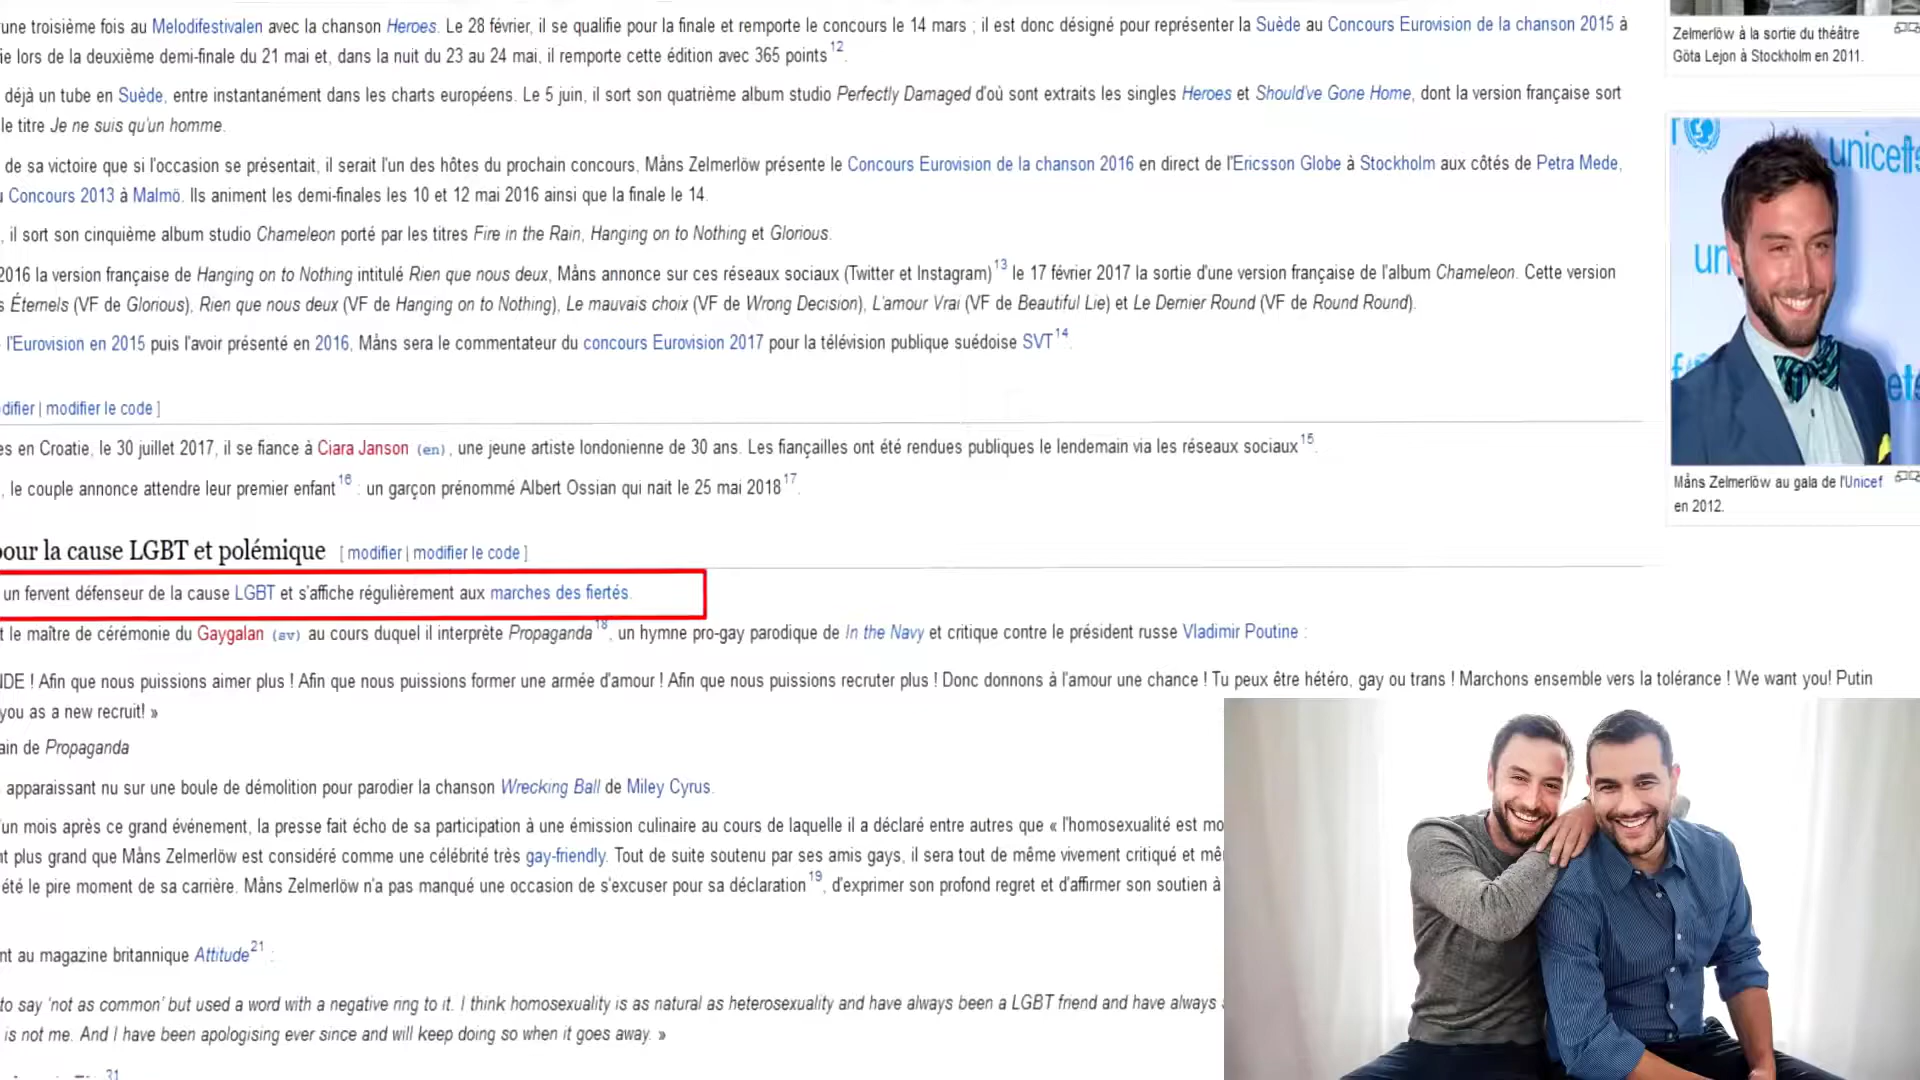 une troisième fois au Melodifestivalen avec la chanson Heroes. Le 28 février, il se qualifie pour la finale et remporte le concours le 14 mars ; il est donc désigné pour représenter la Suède au Concours Eurovision de la chanson 2015 à
ie lors de la deuxième demi-finale du 21 mai et, dans la nuit du 23 au 24 mai, il remporte cette édition avec 365 points 12.
déjà un tube en Suède, entre instantanément dans les charts européens. Le 5 juin, il sort son quatrième album studio Perfectly Damaged d'où sont extraits les singles Heroes et Should've Gone Home, dont la version française sort
le titre Je ne suis qu'un homme.
de sa victoire que si l'occasion se présentait, il serait l'un des hôtes du prochain concours, Måns Zelmerlöw présente le Concours Eurovision de la chanson 2016 en direct de l'Ericsson Globe à Stockholm aux côtés de Petra Mede,
u Concours 2013 à Malmö. Ils animent les demi-finales les 10 et 12 mai 2016 ainsi que la finale le 14.
, il sort son cinquième album studio Chameleon porté par les titres Fire in the Rain, Hanging on to Nothing et Glorious.
2016 la version française de Hanging on to Nothing intitulé Rien que nous deux, Måns annonce sur ces réseaux sociaux (Twitter et Instagram) 13 le 17 février 2017 la sortie d'une version française de l'album Chameleon. Cette version
s Éternels (VF de Glorious), Rien que nous deux (VF de Hanging on to Nothing), Le mauvais choix (VF de Wrong Decision), L'amour Vrai (VF de Beautiful Lie) et Le Dernier Round (VF de Round Round).
l'Eurovision en 2015 puis l'avoir présenté en 2016, Måns sera le commentateur du concours Eurovision 2017 pour la télévision publique suédoise SVT 14.
difier | modifier le code ]
es en Croatie, le 30 juillet 2017, il se fiance à Ciara Janson (en), une jeune artiste londonienne de 30 ans. Les fiançailles ont été rendues publiques le lendemain via les réseaux sociaux 15.
, le couple annonce attendre leur premier enfant 16 : un garçon prénommé Albert Ossian qui nait le 25 mai 2018 17.
pour la cause LGBT et polémique [ modifier | modifier le code ]
un fervent défenseur de la cause LGBT et s'affiche régulièrement aux marches des fiertés.
t le maître de cérémonie du Gaygalan (sv) au cours duquel il interprète Propaganda 18, un hymne pro-gay parodique de In the Navy et critique contre le président russe Vladimir Poutine :
NDE ! Afin que nous puissions aimer plus ! Afin que nous puissions former une armée d'amour ! Afin que nous puissions recruter plus ! Donc donnons à l'amour une chance ! Tu peux être hétéro, gay ou trans ! Marchons ensemble vers la tolérance ! We want you! Putin
you as a new recruit! »
ain de Propaganda
apparaissant nu sur une boule de démolition pour parodier la chanson Wrecking Ball de Miley Cyrus.
'un mois après ce grand événement, la presse fait écho de sa participation à une émission culinaire au cours de laquelle il a déclaré entre autres que « l'homosexualité est mo
nt plus grand que Måns Zelmerlöw est considéré comme une célébrité très gay-friendly. Tout de suite soutenu par ses amis gays, il sera tout de même vivement critiqué et mê
été le pire moment de sa carrière. Måns Zelmerlöw n'a pas manqué une occasion de s'excuser pour sa déclaration 19, d'exprimer son profond regret et d'affirmer son soutien à
nt au magazine britannique Attitude 21 :
to say 'not as common' but used a word with a negative ring to it. I think homosexuality is as natural as heterosexuality and have always been a LGBT friend and have always
is not me. And I have been apologising ever since and will keep doing so when it goes away. »
31
Zelmerlöw à la sortie du théâtre
Göta Lejon à Stockholm en 2011.
unicef
un
Måns Zelmerlöw au gala de l'Unicef
en 2012.